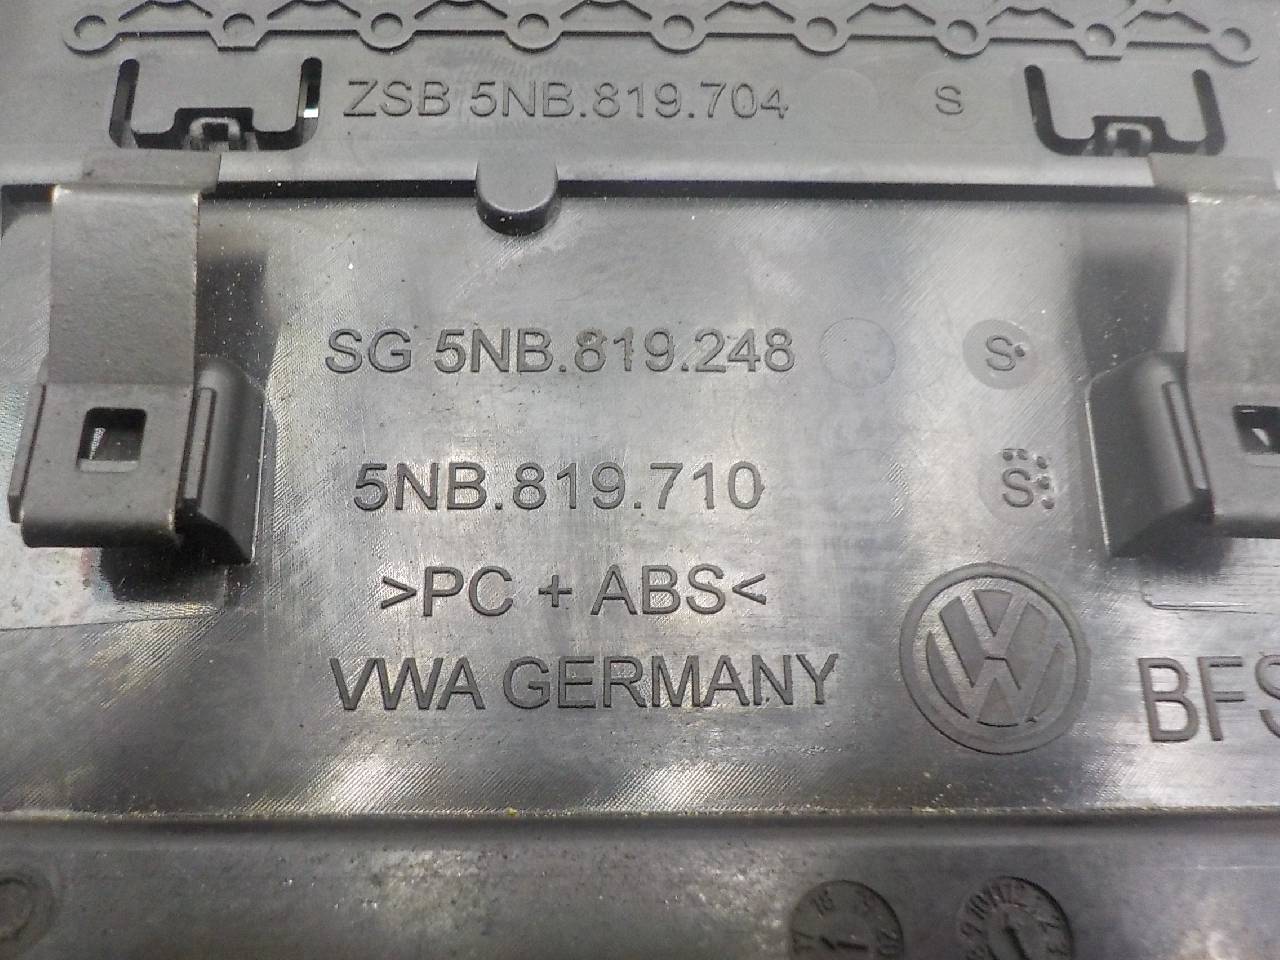 ZSB 5NB.819.704 S
SG 5NB.819.248 S
5NB.819.710 S
>PC + ABS<
VWA GERMANY
BFS